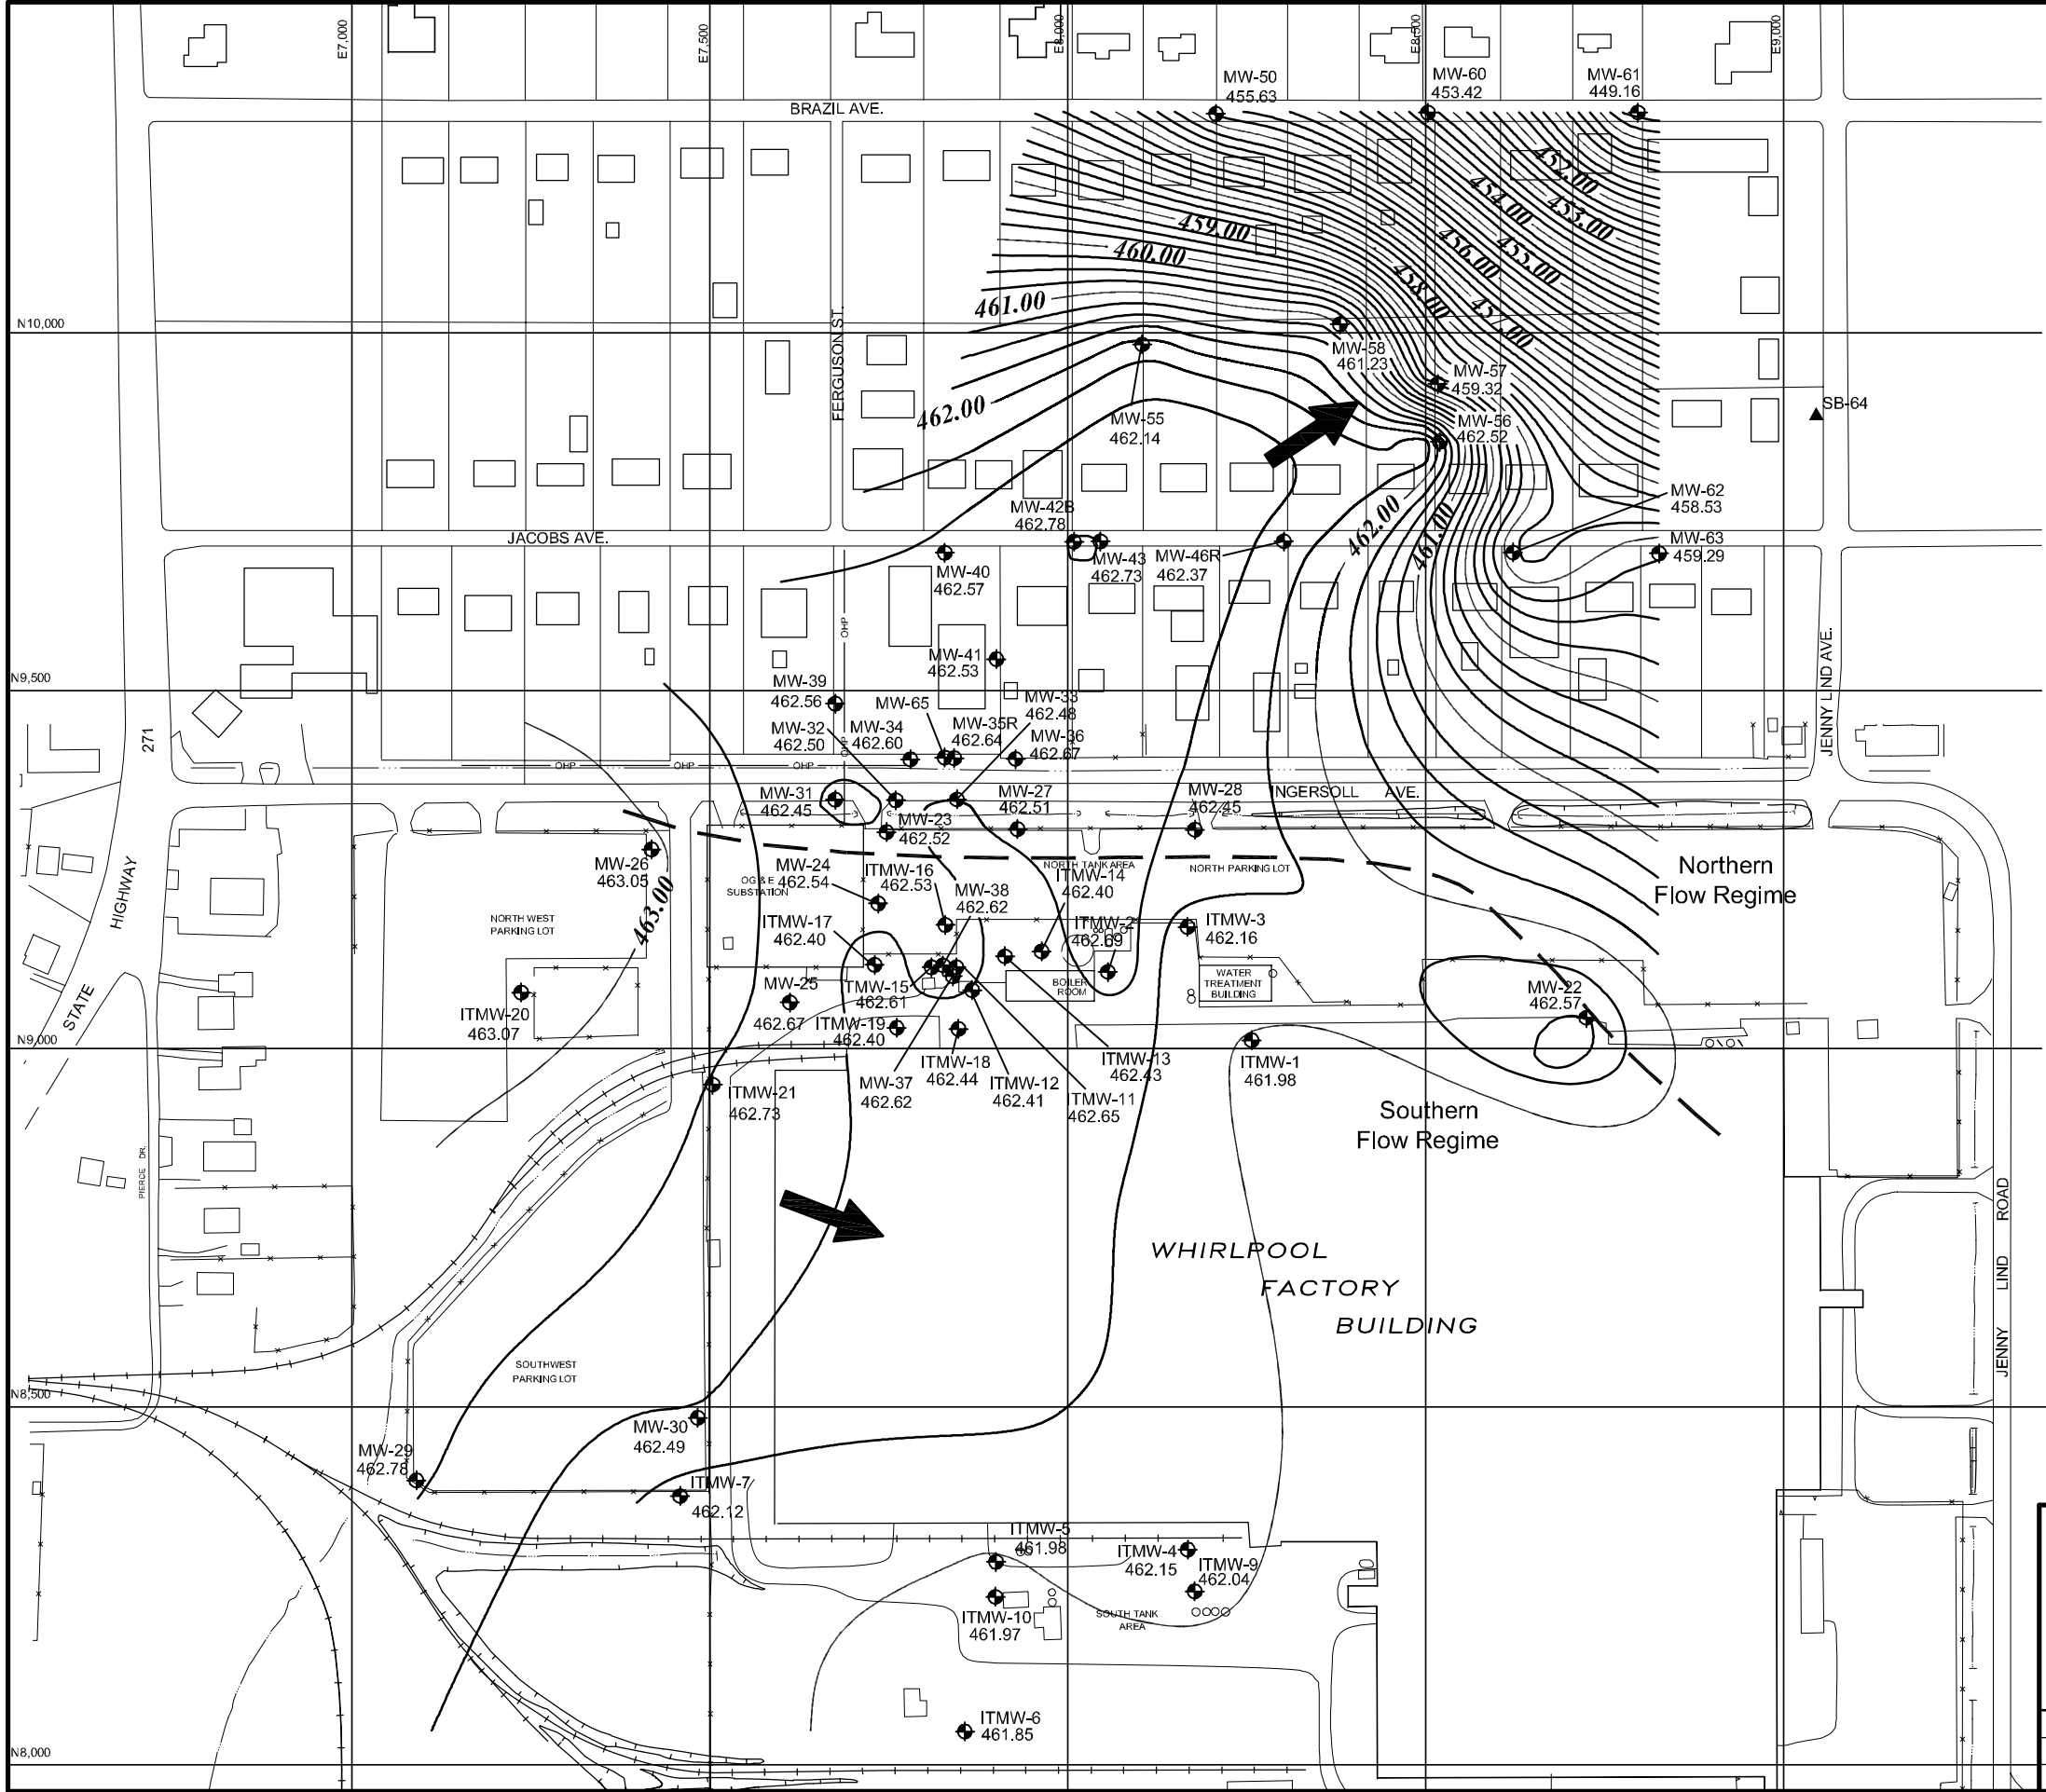 E7,000
E7,500
E8,000
E8,500
E9,000
MW-50
455.63
MW-60
453.42
MW-61
449.16
BRAZIL AVE.
452.00
454.00
453.00
459.00
456.00
455.00
460.00
458.00
461.00
457.00
N10,000
FERGUSON ST.
MW-58
461.23
MW-57
459.32
462.00
MW-55
462.14
MW-56
462.52
SB-64
MW-62
458.53
MW-42B
462.78
462.00
461.00
JACOBS AVE.
MW-43
462.73
MW-46R
462.37
MW-63
459.29
MW-40
462.57
OHP
MW-41
462.53
JENNY LIND AVE.
N9,500
MW-39
462.56
MW-65
MW-33
462.48
271
MW-32
462.50
MW-34
462.60
MW-35R
462.64
MW-36
462.67
OHP
OHP
OHP
OHP
MW-31
462.45
MW-27
462.51
MW-28
462.45
INGERSOLL AVE.
MW-23
462.52
MW-26
463.05
MW-24
462.54
ITMW-16
462.53
NORTH TANK AREA
ITMW-14
462.40
NORTH PARKING LOT
Northern
Flow Regime
OG & E
SUBSTATION
MW-38
462.62
STATE HIGHWAY
NORTH WEST
PARKING LOT
463.00
ITMW-17
462.40
ITMW-2
462.69
ITMW-3
462.16
BOILER
ROOM
WATER
TREATMENT
BUILDING
MW-22
462.57
MW-25
462.67
TMW-15
462.61
ITMW-20
463.07
ITMW-19
462.40
N9,000
ITMW-18
462.44
ITMW-13
462.43
ITMW-1
461.98
ITMW-21
462.73
MW-37
462.62
ITMW-12
462.41
ITMW-11
462.65
Southern
Flow Regime
PIERCE DR.
WHIRLPOOL
FACTORY
BUILDING
JENNY LIND ROAD
SOUTHWEST
PARKING LOT
N8,500
MW-30
462.49
MW-29
462.78
ITMW-7
462.12
ITMW-5
461.98
ITMW-4
462.15
ITMW-9
462.04
ITMW-10
461.97
SOUTH TANK
AREA
ITMW-6
461.85
N8,000